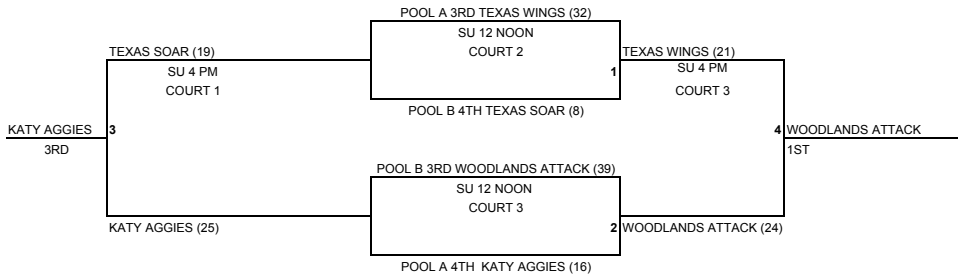 POOL A 3RD TEXAS WINGS (32)
SU 12 NOON
COURT 2
TEXAS SOAR (19)
TEXAS WINGS (21)
SU 4 PM
COURT 1
1
SU 4 PM
COURT 3
POOL B 4TH TEXAS SOAR (8)
KATY AGGIES
3
3RD
4
WOODLANDS ATTACK
1ST
POOL B 3RD WOODLANDS ATTACK (39)
SU 12 NOON
COURT 3
KATY AGGIES (25)
2
WOODLANDS ATTACK (24)
POOL A 4TH  KATY AGGIES (16)